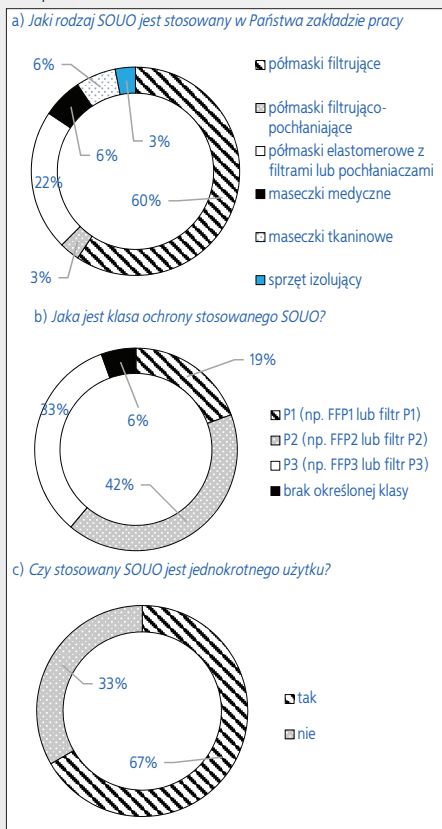 a) Jaki rodzaj SOUO jest stosowany w Państwa zakładzie pracy
6%
3%
6%
22%
60%
3%
półmaski filtrujące
półmaski filtrująco-
pochłaniające
półmaski elastomerowe z
filtrami lub pochłaniaczami
maseczki medyczne
maseczki tkaninowe
sprzęt izolujący
b) Jaka jest klasa ochrony stosowanego SOUO?
19%
33%
6%
42%
P1 (np. FFP1 lub filtr P1)
P2 (np. FFP2 lub filtr P2)
P3 (np. FFP3 lub filtr P3)
brak określonej klasy
c) Czy stosowany SOUO jest jednokrotnego użytku?
33%
67%
tak
nie